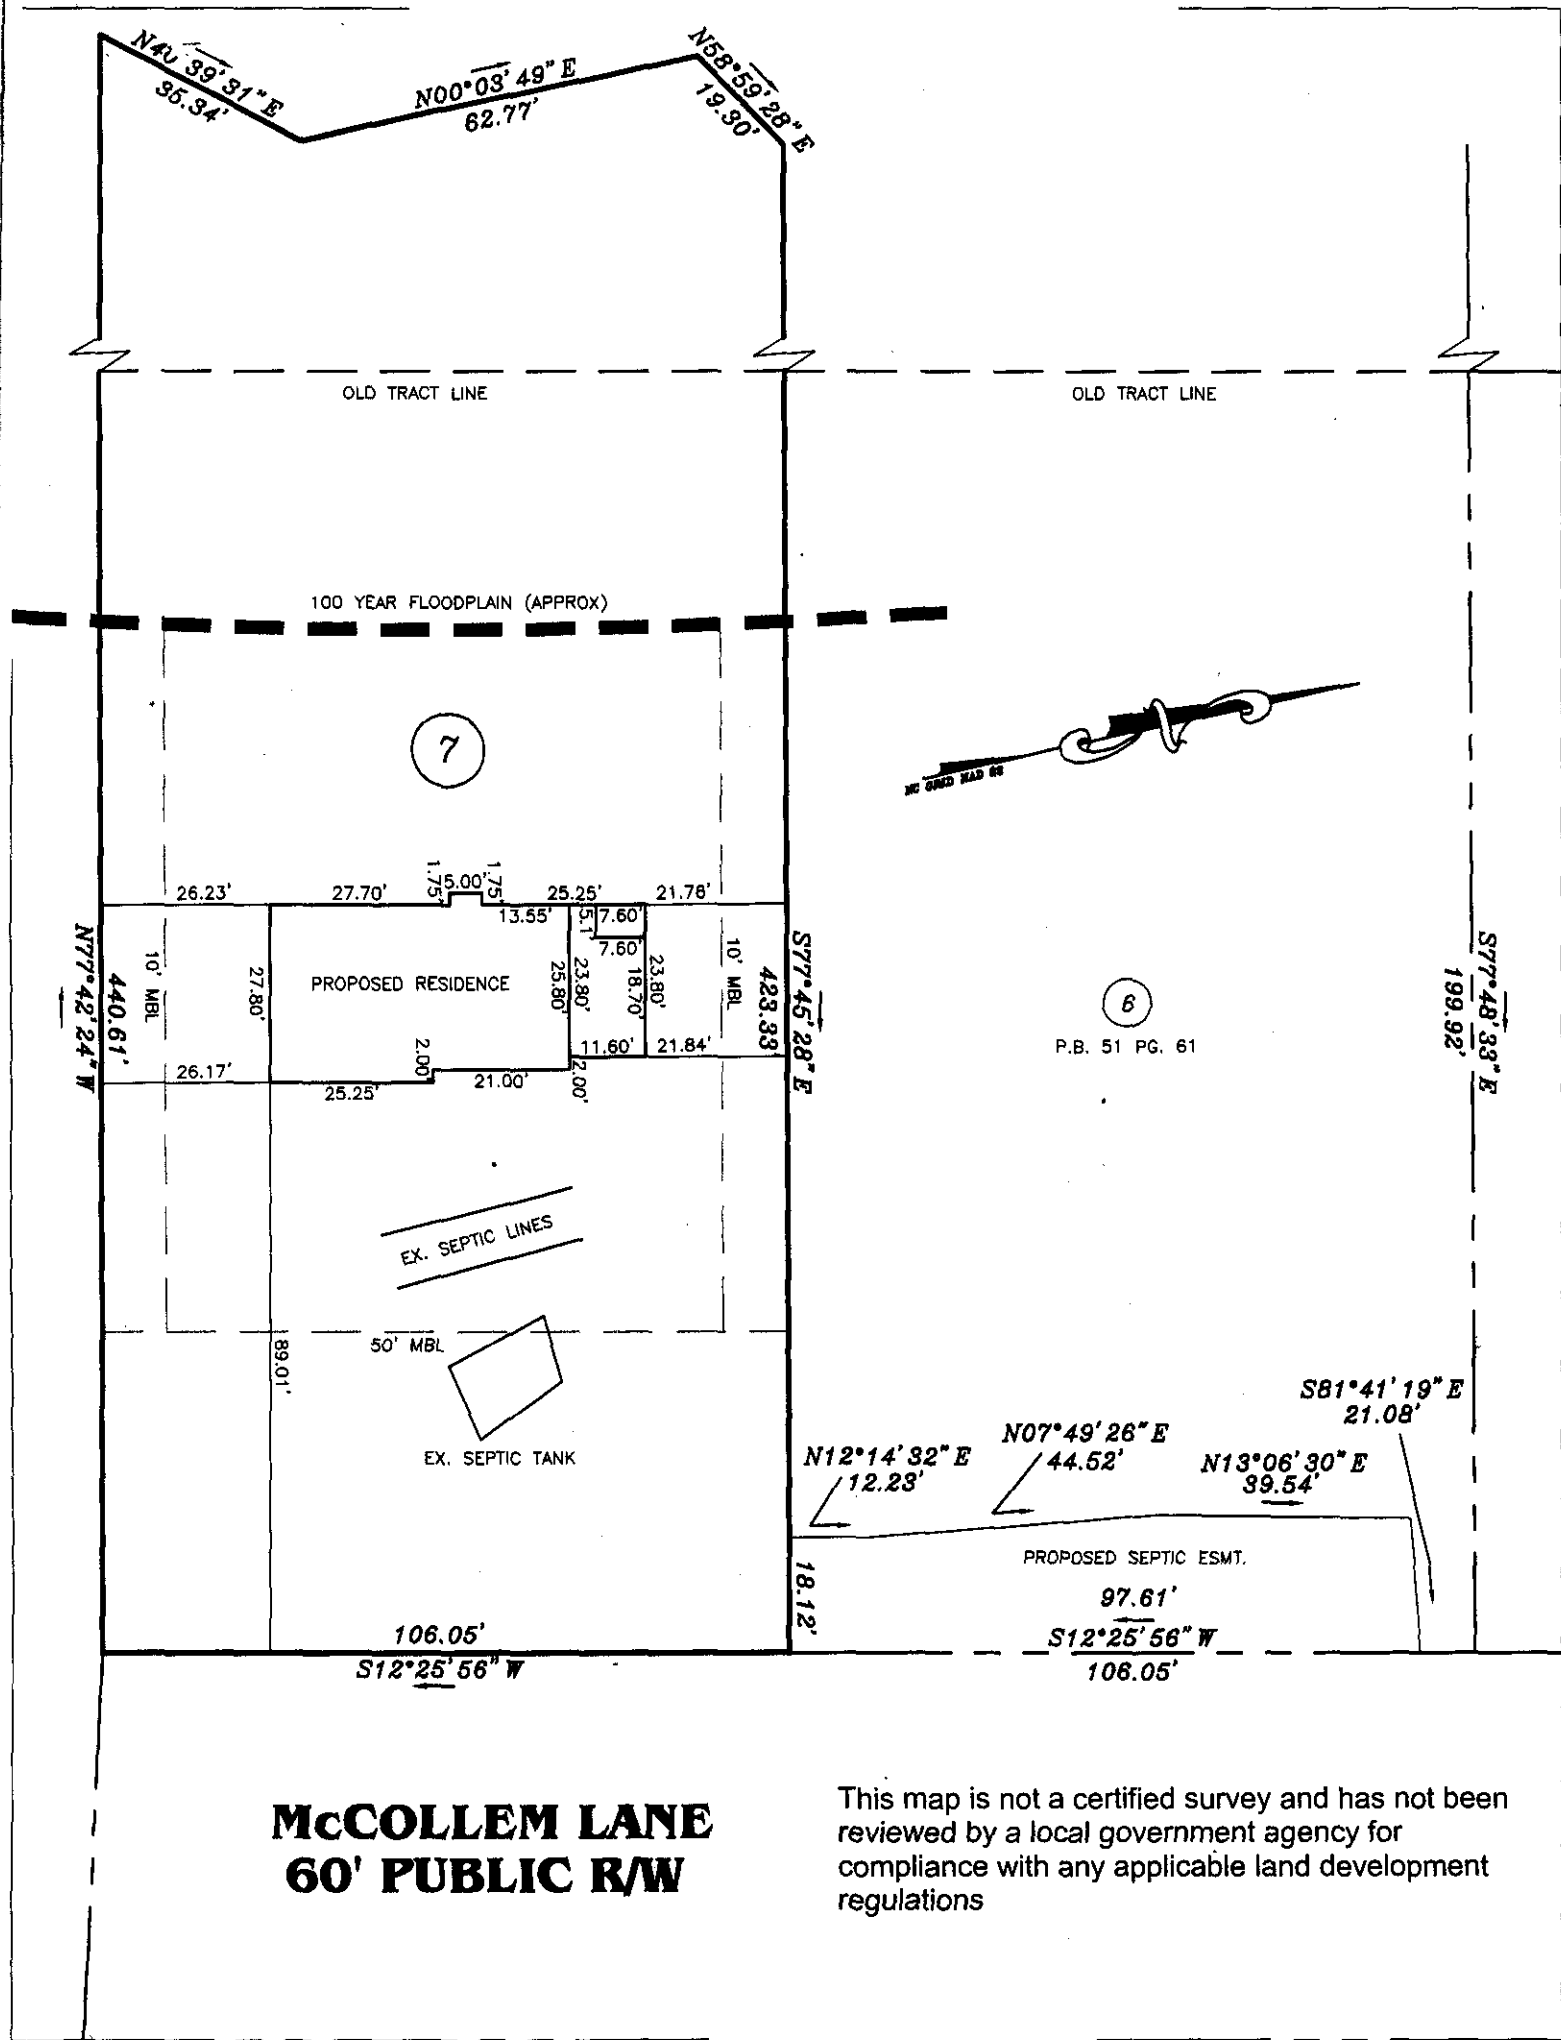 N40°39'31"E
35.34'
N00°03'49"E
62.77'
N58°59'28"E
19.30'
OLD TRACT LINE
OLD TRACT LINE
100 YEAR FLOODPLAIN (APPROX)
7
NC GRID NAD 83
26.23'
27.70'
1.75'
5.00'
1.75'
25.25'
21.78'
13.55'
5.1
7.60'
7.60'
N77°42'24"W
440.61'
10' MBL
27.80'
PROPOSED RESIDENCE
25.80'
23.80'
18.70'
23.80'
10' MBL
423.33'
S77°45'28"E
6
P.B. 51 PG. 61
199.92'
S77°48'33"E
26.17'
2.00'
11.60'
21.84'
25.25'
21.00'
2.00'
EX. SEPTIC LINES
50' MBL
89.01'
EX. SEPTIC TANK
S81°41'19"E
21.08'
N12°14'32"E
12.23'
N07°49'26"E
44.52'
N13°06'30"E
39.54'
PROPOSED SEPTIC ESMT.
18.12'
97.61'
S12°25'56"W
106.05'
106.05'
S12°25'56"W
McCOLLEM LANE
60' PUBLIC R/W
This map is not a certified survey and has not been
reviewed by a local government agency for
compliance with any applicable land development
regulations